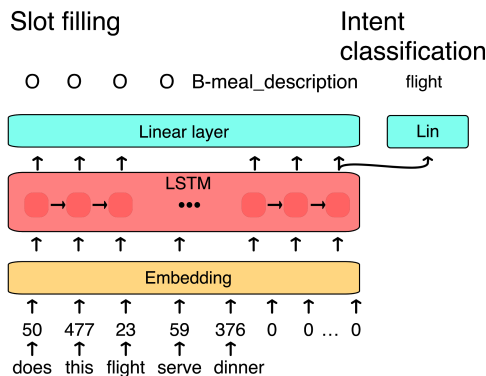 Slot filling
Intent
classification
O O O O B-meal_description flight
Linear layer
Lin
LSTM
•••
Embedding
50 477 23 59 376 0 0 ... 0
does this flight serve dinner